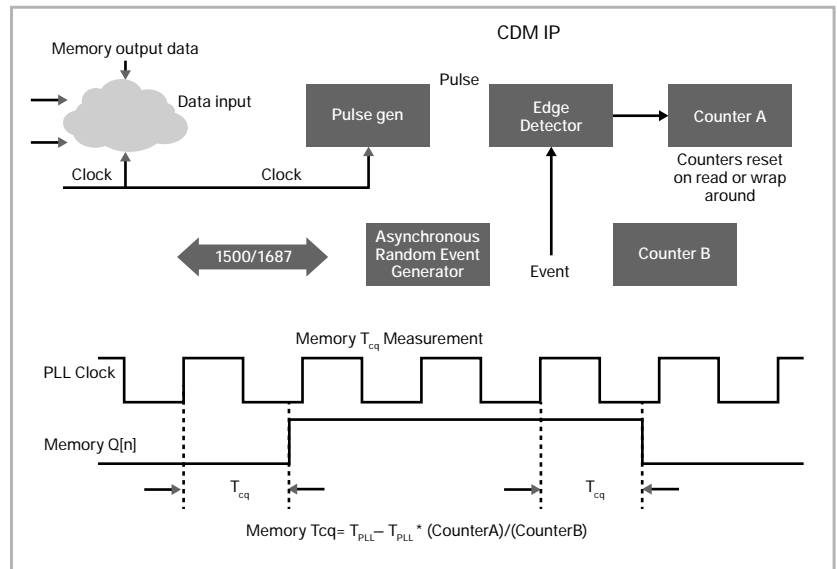 CDM IP
Memory output data
Data input
Pulse
Pulse gen
Edge
Detector
Counter A
Clock
Clock
Counters reset
on read or wrap
around
1500/1687
Asynchronous
Random Event
Generator
Event
Counter B
Memory Tcq Measurement
PLL Clock
Memory Q[n]
Tcq
Tcq
Memory Tcq= TPLL– TPLL * (CounterA)/(CounterB)